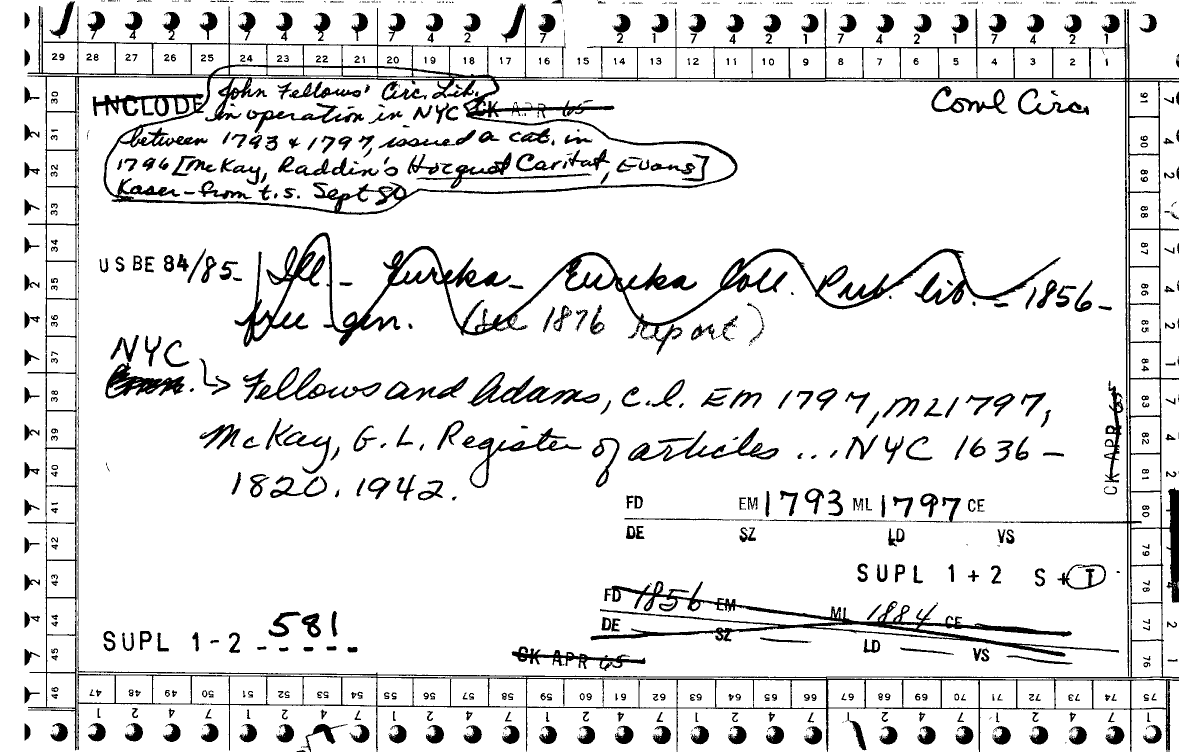 7 4 2 1 7 4 2 1 7 4 2 1 7 2 1 7 4 2 1 7 4 2 1 7 4 2 1
29 28 27 26 25 24 23 22 21 20 19 18 17 16 15 14 13 12 11 10 9 8 7 6 5 4 3 2 1
INCLUDE John Fellows' Circ. Lib.
in operation in NYC CK APR 65
between 1793 & 1797, issued a cat. in
1796 [McKay, Raddin's Hocquet Caritat, Evans]
Kaser - from t.s. Sept 80
Coml Circ.
USBE 84/85 Ill. - Eureka - Eureka Coll. Pub. lib. - 1856 -
free - gen. (see 1876 report)
NYC
Fellows and Adams, c.l. EM 1797, ML 1797,
McKay, G. L. Register of articles ... NYC 1636 -
1820. 1942.
CK APR 65
FD EM 1793 ML 1797 CE
DE SZ LD VS
SUPL 1 + 2 S + T
FD 1856 EM ML 1884 CE
DE SZ LD VS
SUPL 1 - 2 - 581
CK APR 65
30 31 32 33 34 35 36 37 38 39 40 41 42 43 44 45 46
91 90 89 88 87 86 85 84 83 82 81 80 79 78 77 76 75
47 48 49 50 51 52 53 54 55 56 57 58 59 60 61 62 63 64 65 66 67 68 69 70 71 72 73 74 75
1 2 4 7 1 2 4 7 1 2 4 7 1 2 4 7 1 2 4 7 1 2 4 7 1 2 4 7